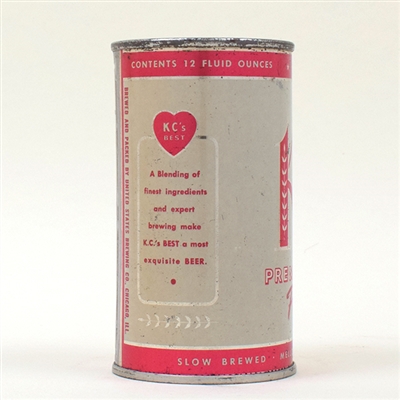 CONTENTS 12 FLUID OUNCES
BREWED AND PACKED BY UNITED STATES BREWING CO. CHICAGO, ILL.
KC's
BEST
A Blending of
finest ingredients
and expert
brewing make
K.C.'s BEST a most
exquisite BEER.
PRE
SLOW BREWED